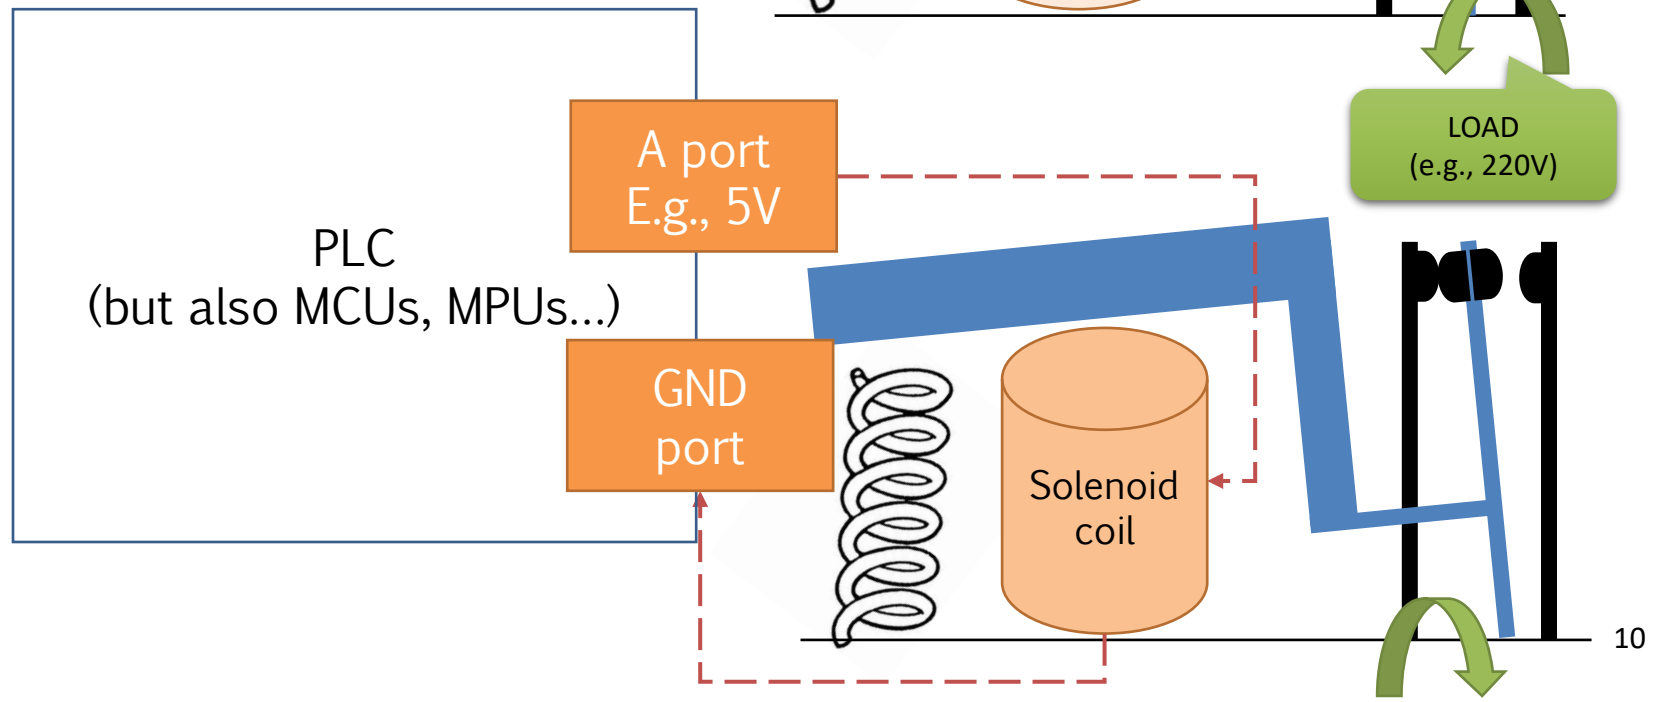 A port
E.g., 5V
LOAD
(e.g., 220V)
PLC
(but also MCUs, MPUs...)
GND
port
Solenoid
coil
10